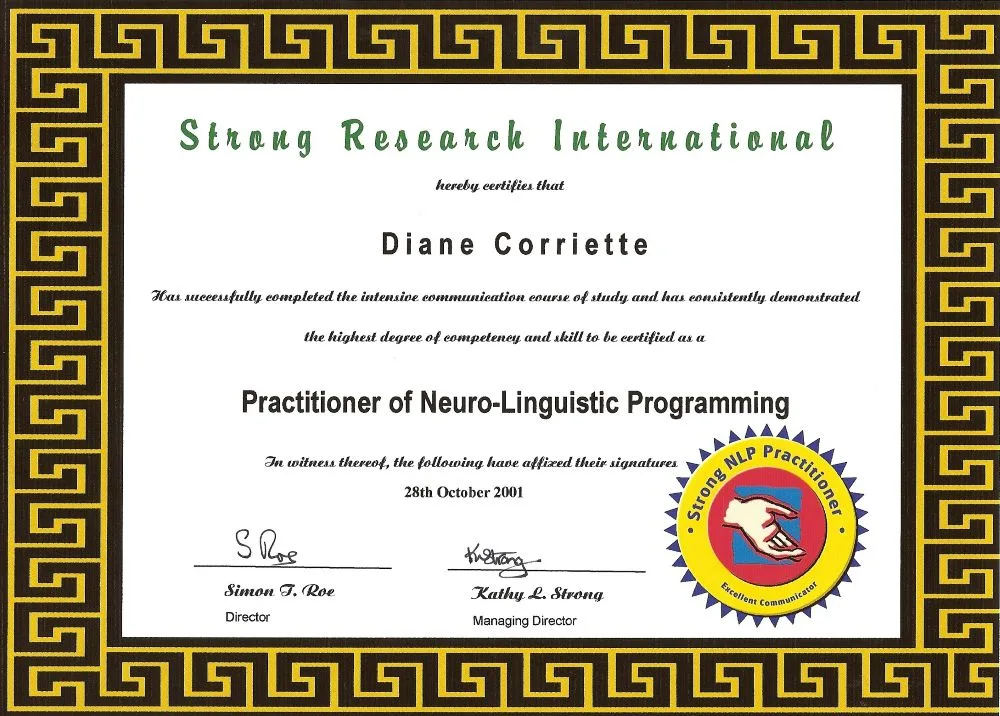 Strong Research International
hereby certifies that
Diane Corriette
Has successfully completed the intensive communication course of study and has consistently demonstrated
the highest degree of competency and skill to be certified as a
Practitioner of Neuro-Linguistic Programming
In witness thereof, the following have affixed their signatures
28th October 2001
Strong NLP Practitioner
Excellent Communicator
S Roe
KLStrong
Simon T. Roe
Kathy L. Strong
Director
Managing Director